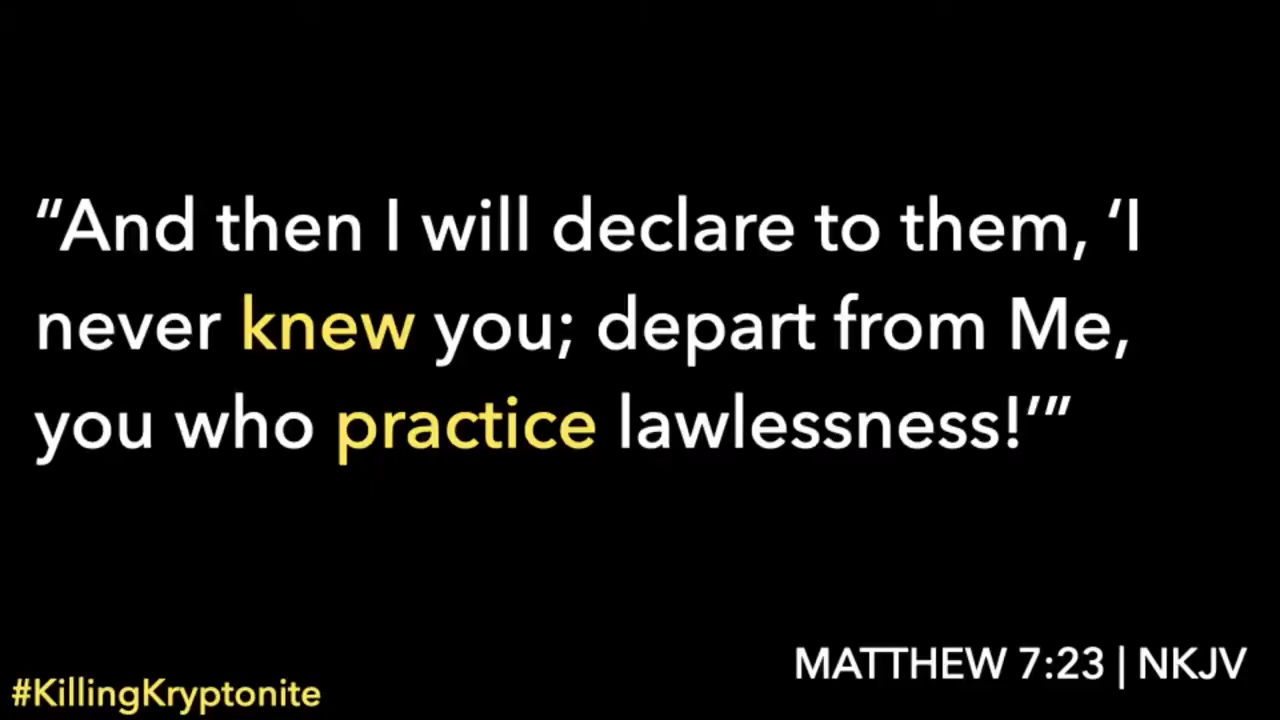 “And then I will declare to them, ‘I
never knew you; depart from Me,
you who practice lawlessness!’”
MATTHEW 7:23 | NKJV
#KillingKryptonite